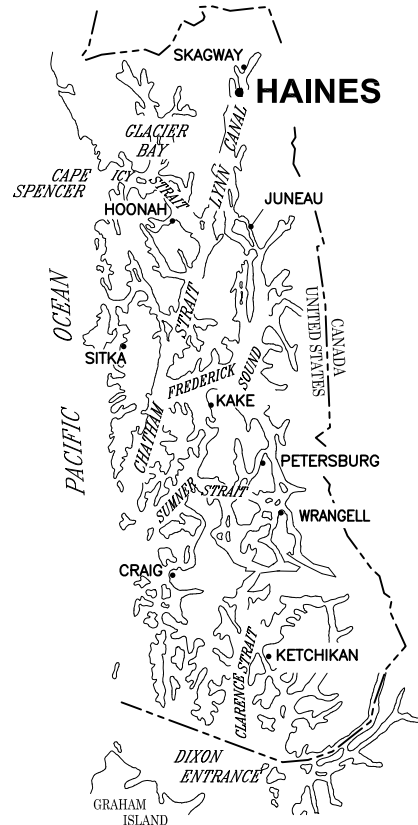 SKAGWAY
HAINES
GLACIER
BAY
LYNN CANAL
CAPE
SPENCER
ICY STRAIT
HOONAH
JUNEAU
PACIFIC OCEAN
CHATHAM STRAIT
SITKA
FREDERICK SOUND
CANADA
UNITED STATES
KAKE
PETERSBURG
SUMNER STRAIT
WRANGELL
CRAIG
CLARENCE STRAIT
KETCHIKAN
DIXON
ENTRANCE
GRAHAM
ISLAND